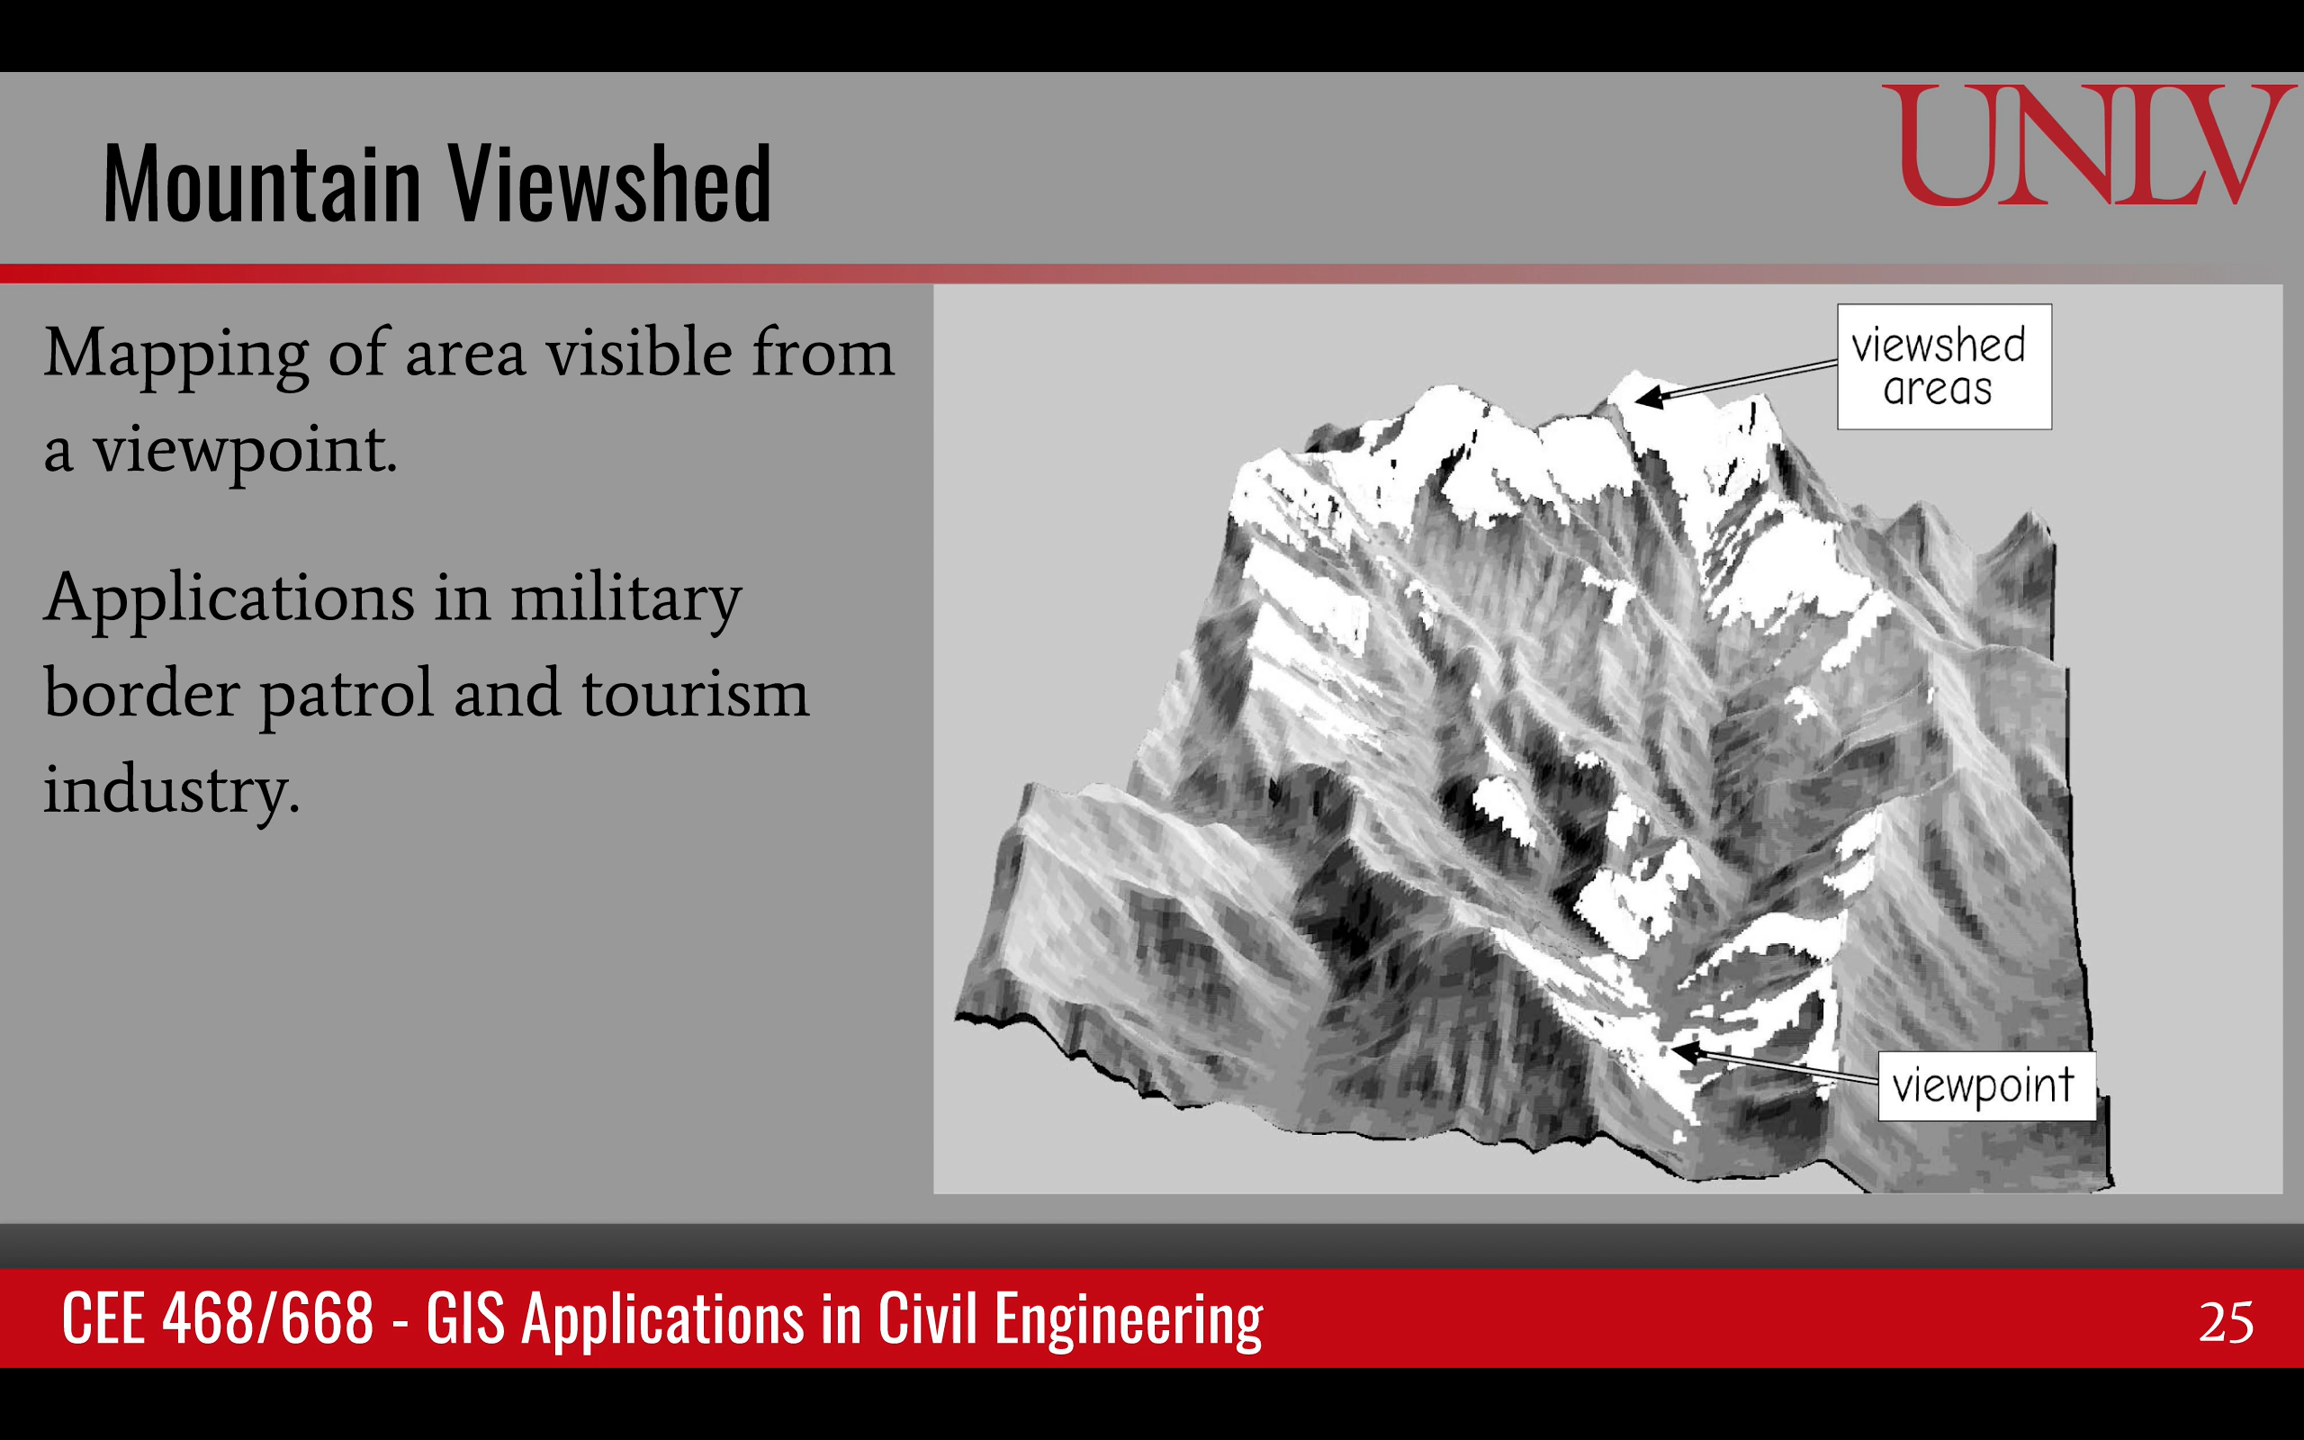 UNLV
Mountain Viewshed
Mapping of area visible from
a viewpoint.
Applications in military
border patrol and tourism
industry.
viewshed
areas
viewpoint
CEE 468/668 - GIS Applications in Civil Engineering
25